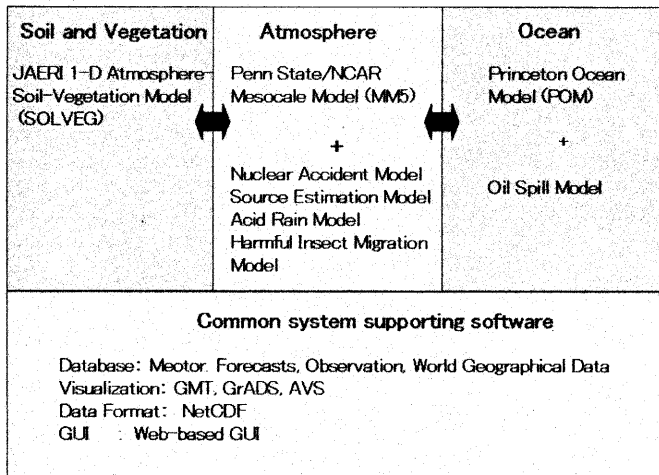 Soil and Vegetation
JAERI 1-D Atmosphere-
Soil-Vegetation Model
(SOLVEG)
Atmosphere
Penn State/NCAR
Mesocale Model (MM5)
+
Nuclear Accident Model
Source Estimation Model
Acid Rain Model
Harmful Insect Migration
Model
Ocean
Princeton Ocean
Model (POM)
+
Oil Spill Model
Common system supporting software
Database: Meotor. Forecasts, Observation, World Geographical Data
Visualization: GMT, GrADS, AVS
Data Format: NetCDF
GUI : Web-based GUI